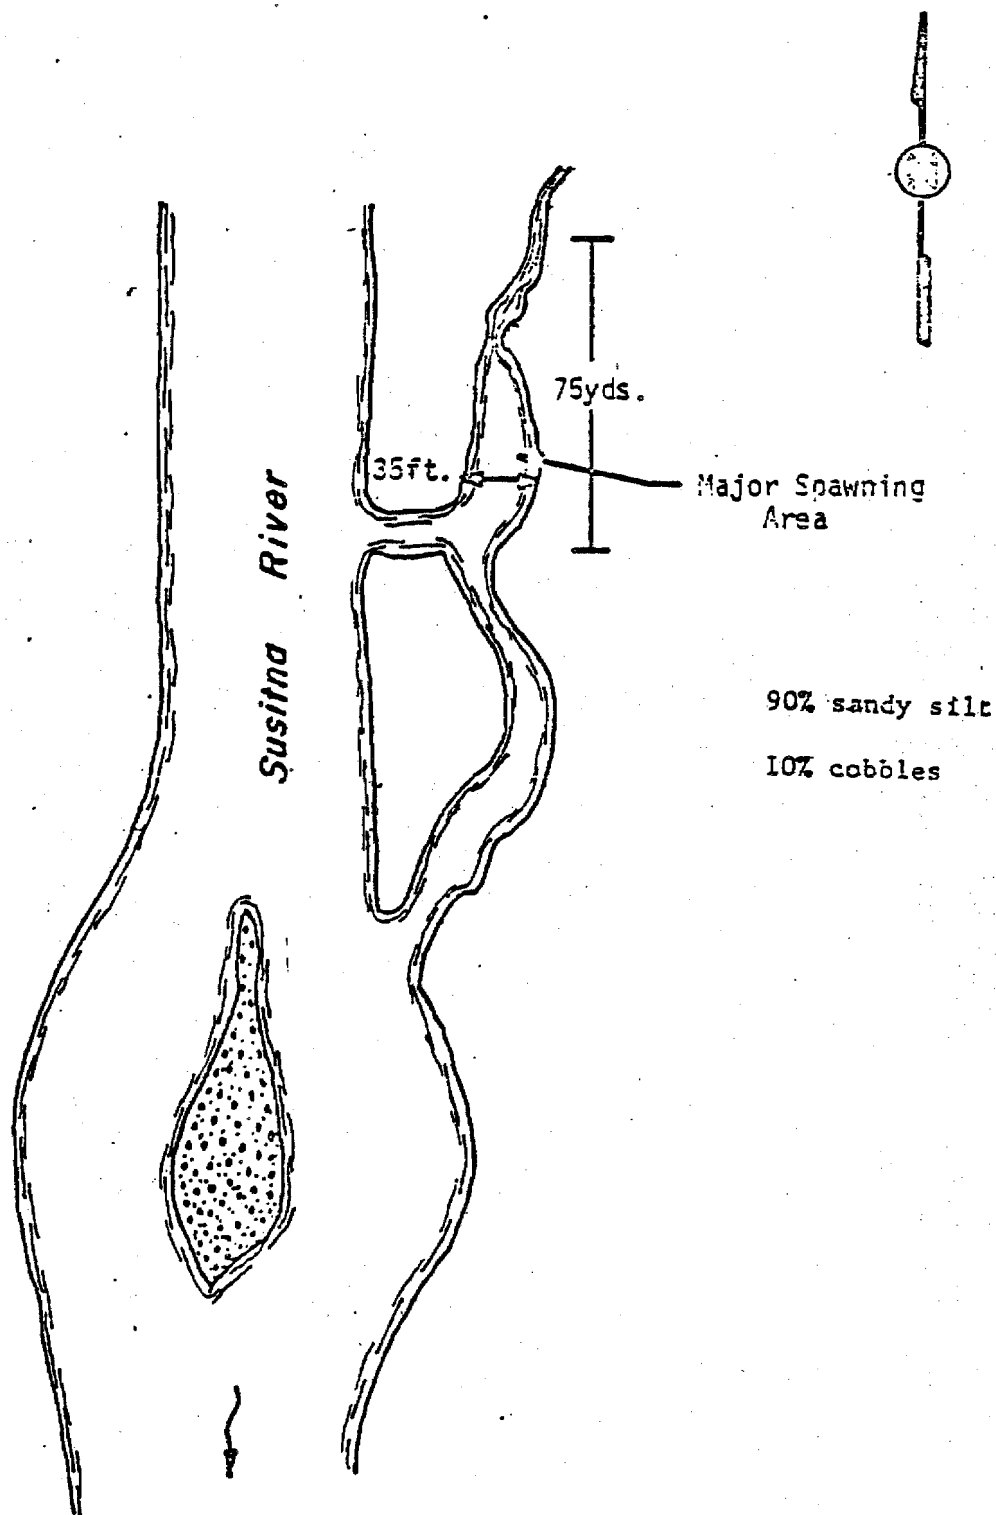 75yds.
35ft.
Major Spawning
Area
Susitna River
90% sandy silt
10% cobbles